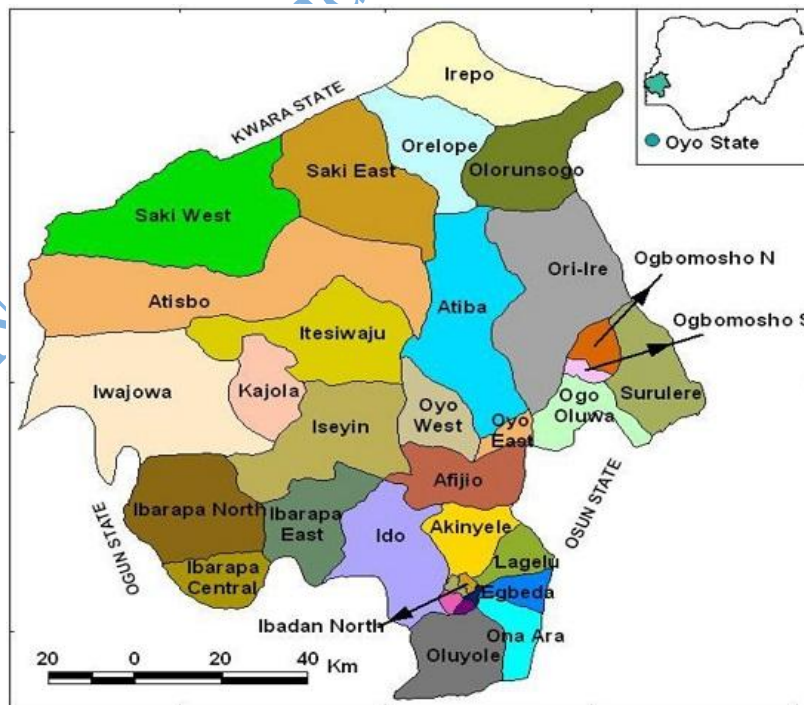 Irepo
KWARA STATE
Orelope
Oyo State
Saki East
Olorunsogo
Saki West
Ogbomosho N
Ori-Ire
Atisbo
Atiba
Ogbomosho S
Itesiwaju
Iwajowa
Kajola
Surulere
Ogo
Oluwa
Oyo
West
Iseyin
Oyo
East
Afijio
OSUN STATE
Ibarapa North
Ibarapa
East
Akinyele
Ido
OGUN STATE
Ibarapa
Central
Lagelu
Egbeda
Ibadan North
Ona Ara
Oluyole
20 0 20 40
Km